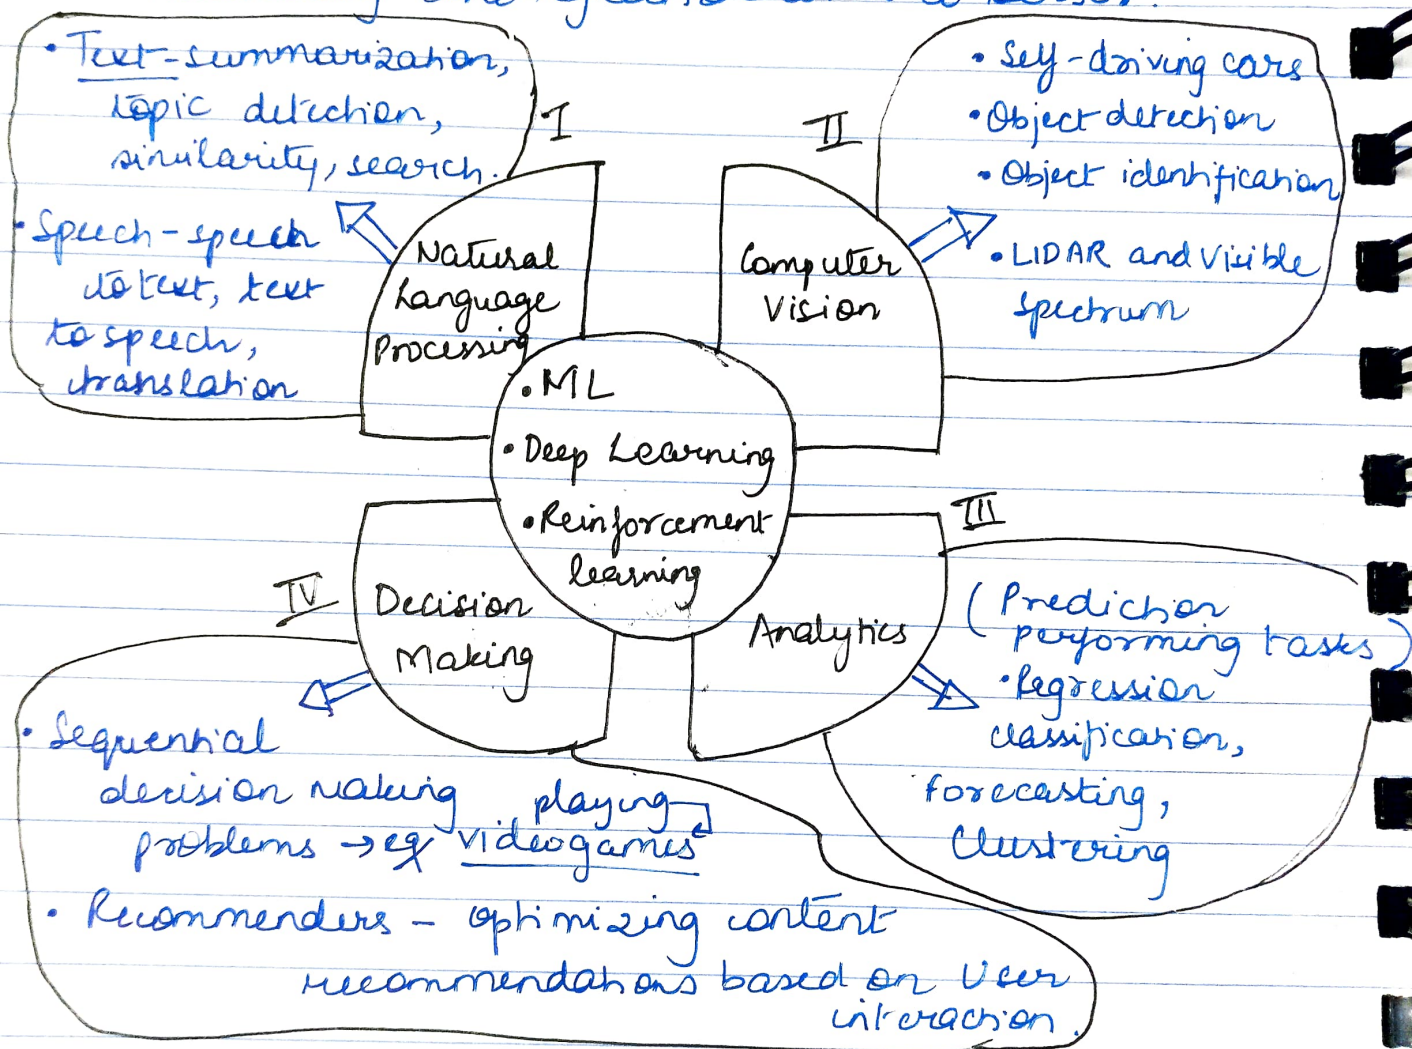 • Text-summarization,
topic detection,
similarity, search.
• Speech-speech
to text, text
to speech,
translation
I
Natural
Language
Processing
II
Computer
Vision
• Self-driving cars
• Object detection
• Object identification
• LIDAR and Visible
spectrum
• ML
• Deep Learning
• Reinforcement
learning
III
Analytics
(Prediction
performing tasks)
• Regression
classification,
forecasting,
Clustering
IV
Decision
Making
• Sequential
decision making playing
problems → eg videogames
• Recommenders - optimizing content
recommendations based on User
interaction.